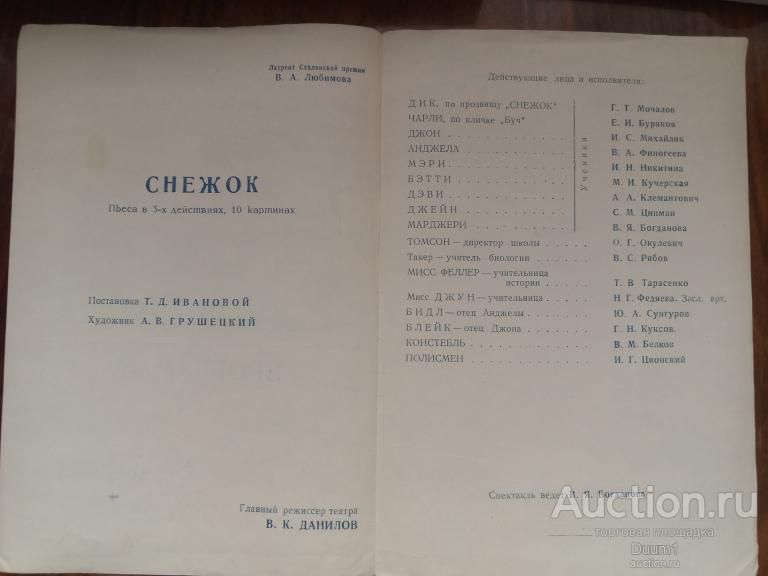 Лауреат Сталинской премии
В. А. Любимова
СНЕЖОК
Пьеса в 3-х действиях, 10 картинах
Постановка Т. Д. ИВАНОВОЙ
Художник А. В. ГРУШЕЦКИЙ
Главный режиссер театра
В. К. ДАНИЛОВ
Действующие лица и исполнители:
ДИК, по прозвищу „СНЕЖОК" Г. Т. Мочалов
ЧАРЛИ, по кличке „Буч" Е. И. Буряков
ДЖОН . . . . . . . . . . . . И. С. Михайлик
АНДЖЕЛА . . . . . . . . . . В. А. Финогеева
МЭРИ . . . . . . . . . . . . И. Н. Никитина
БЭТТИ . . . . . . . . . . . М. И. Кучерская
ДЭВИ . . . . . . . . . . . . А. А. Клемантович
ДЖЕЙН . . . . . . . . . . . С. М. Цинман
МАРДЖЕРИ . . . . . . . . . В. Я. Богданова
Ученики
ТОМСОН — директор школы . . . . . О. Г. Окулевич
Такер — учитель биологии . . . . . . В. С. Рябов
МИСС ФЕЛЛЕР — учительница
истории . . . . . Т. В Тарасенко
Мисс ДЖУН — учительница . . . . . Н. Г. Федяева. Засл. арт.
БИДЛ — отец Анджелы . . . . . . . Ю. А. Сунгуров
БЛЕЙК — отец Джона . . . . . . . Г. Н. Куксов.
КОНСТЕБЛЬ . . . . . . . . . . . В. М. Белков
ПОЛИСМЕН . . . . . . . . . . . И. Г. Ционский
Спектакль ведет В. Я. Богданова
Auction.ru
торговая площадка
Duum1
auction.ru